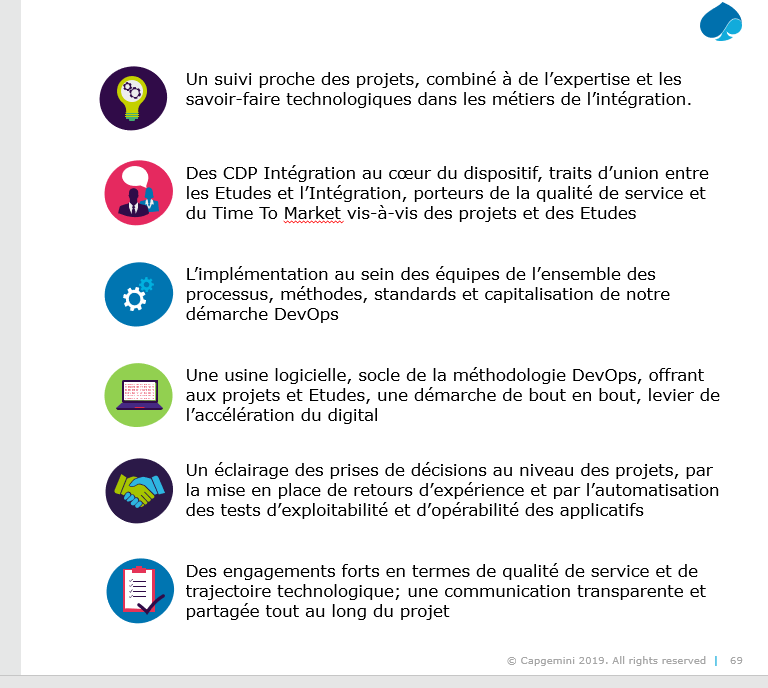 Un suivi proche des projets, combiné à de l’expertise et les
savoir-faire technologiques dans les métiers de l’intégration.
Des CDP Intégration au cœur du dispositif, traits d’union entre
les Etudes et l’Intégration, porteurs de la qualité de service et
du Time To Market vis-à-vis des projets et des Etudes
L’implémentation au sein des équipes de l’ensemble des
processus, méthodes, standards et capitalisation de notre
démarche DevOps
Une usine logicielle, socle de la méthodologie DevOps, offrant
aux projets et Etudes, une démarche de bout en bout, levier de
l’accélération du digital
Un éclairage des prises de décisions au niveau des projets, par
la mise en place de retours d’expérience et par l’automatisation
des tests d’exploitabilité et d’opérabilité des applicatifs
Des engagements forts en termes de qualité de service et de
trajectoire technologique; une communication transparente et
partagée tout au long du projet
© Capgemini 2019. All rights reserved | 69